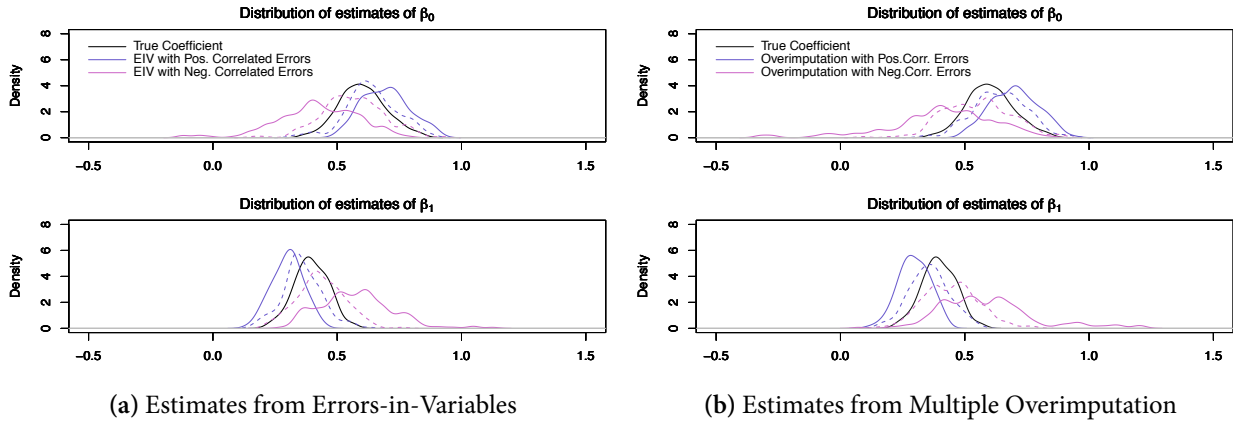 Distribution of estimates of β₀
Density
0 2 4 6 8
True Coefficient
EIV with Pos. Correlated Errors
EIV with Neg. Correlated Errors
−0.5 0.0 0.5 1.0 1.5
Distribution of estimates of β₁
Density
0 2 4 6 8
−0.5 0.0 0.5 1.0 1.5
(a) Estimates from Errors-in-Variables
Distribution of estimates of β₀
Density
0 2 4 6 8
True Coefficient
Overimputation with Pos.Corr. Errors
Overimputation with Neg.Corr. Errors
−0.5 0.0 0.5 1.0 1.5
Distribution of estimates of β₁
Density
0 2 4 6 8
−0.5 0.0 0.5 1.0 1.5
(b) Estimates from Multiple Overimputation